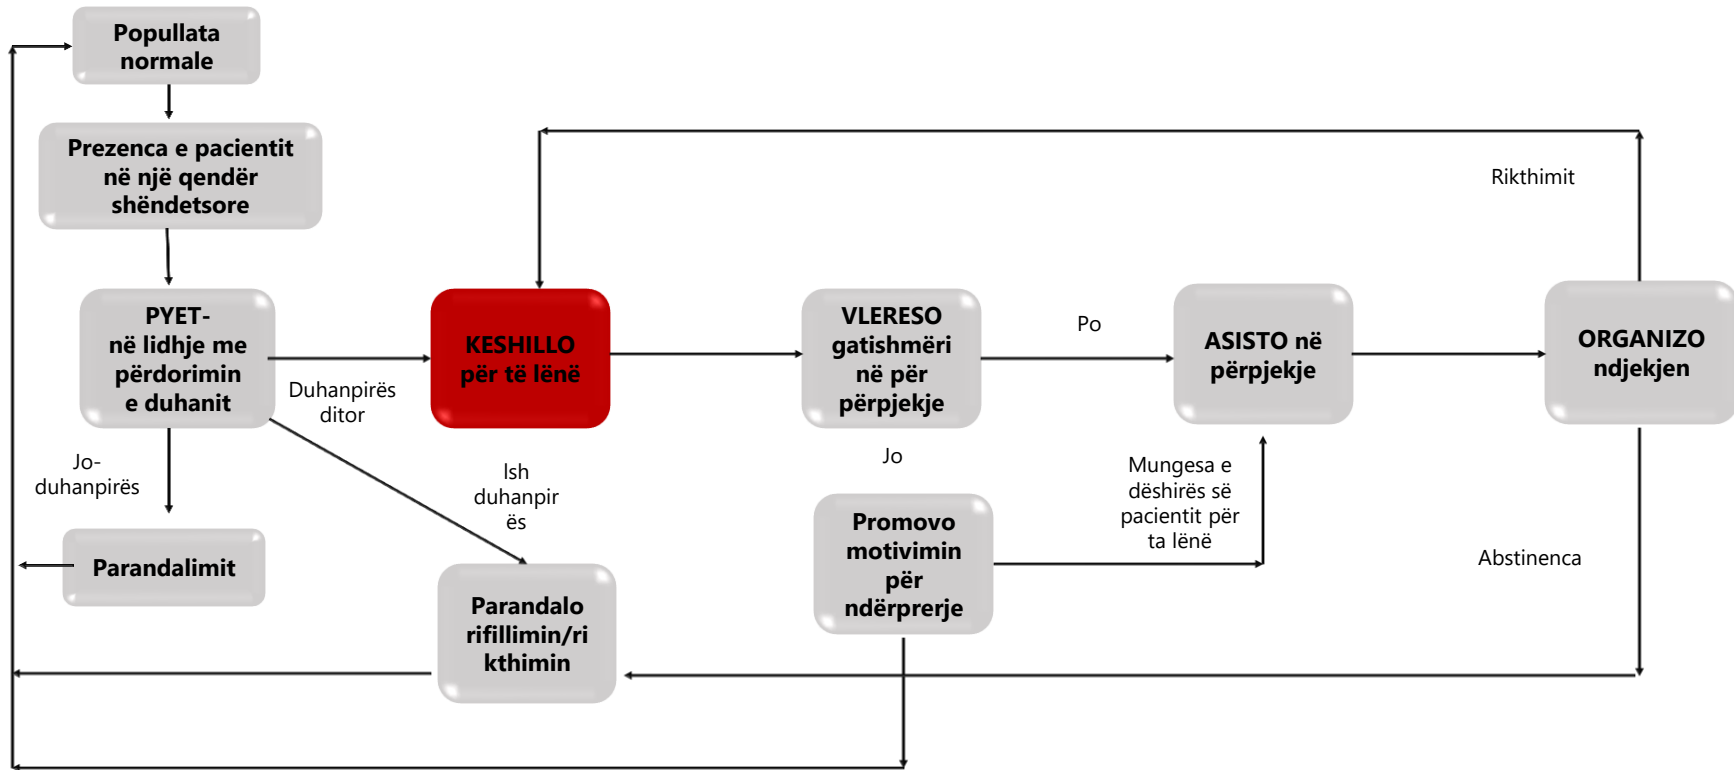 Popullata
normale
Prezenca e pacientit
në një qendër
shëndetsore
PYET-
në lidhje me
përdorimin
e duhanit
Duhanpirës
ditor
KESHILLO
për të lënë
VLERESO
gatishmëri
në për
përpjekje
Po
ASISTO në
përpjekje
ORGANIZO
ndjekjen
Rikthimit
Jo-
duhanpirës
Ish
duhanpir
ës
Jo
Mungesa e
dëshirës së
pacientit për
ta lënë
Parandalimit
Parandalo
rifillimin/ri
kthimin
Promovo
motivimin
për
ndërprerje
Abstinenca